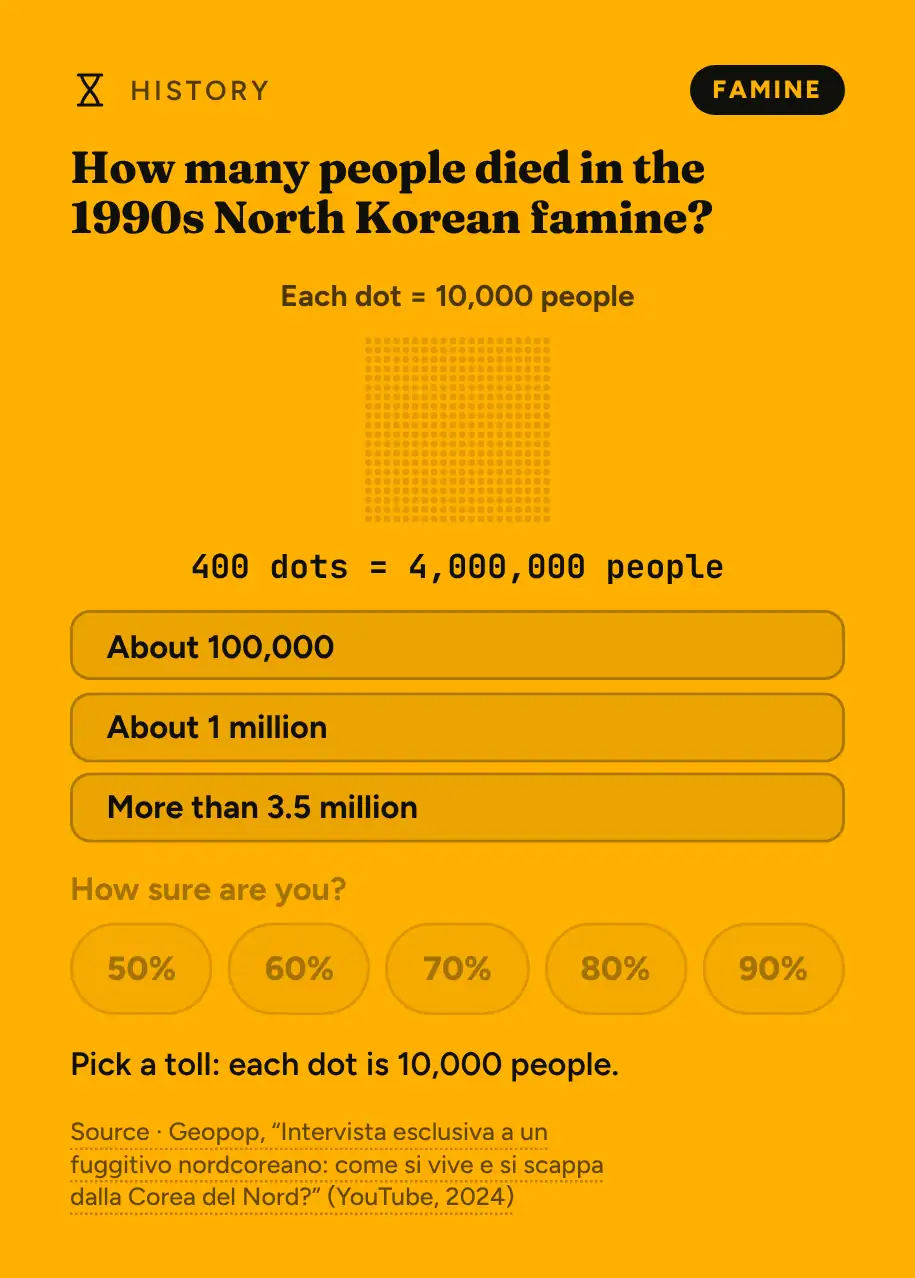 HISTORY
FAMINE
How many people died in the
1990s North Korean famine?
Each dot = 10,000 people
400 dots = 4,000,000 people
About 100,000
About 1 million
More than 3.5 million
How sure are you?
50%
60%
70%
80%
90%
Pick a toll: each dot is 10,000 people.
Source · Geopop, “Intervista esclusiva a un
fuggitivo nordcoreano: come si vive e si scappa
dalla Corea del Nord?” (YouTube, 2024)